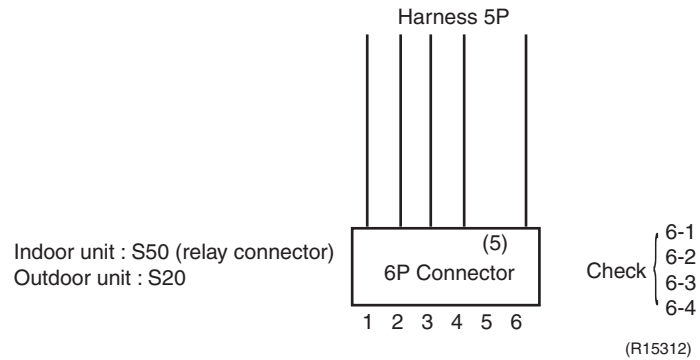 Harness 5P
(5)
Indoor unit : S50 (relay connector)
Outdoor unit : S20
6P Connector
1 2 3 4 5 6
Check
6-1
6-2
6-3
6-4
(R15312)